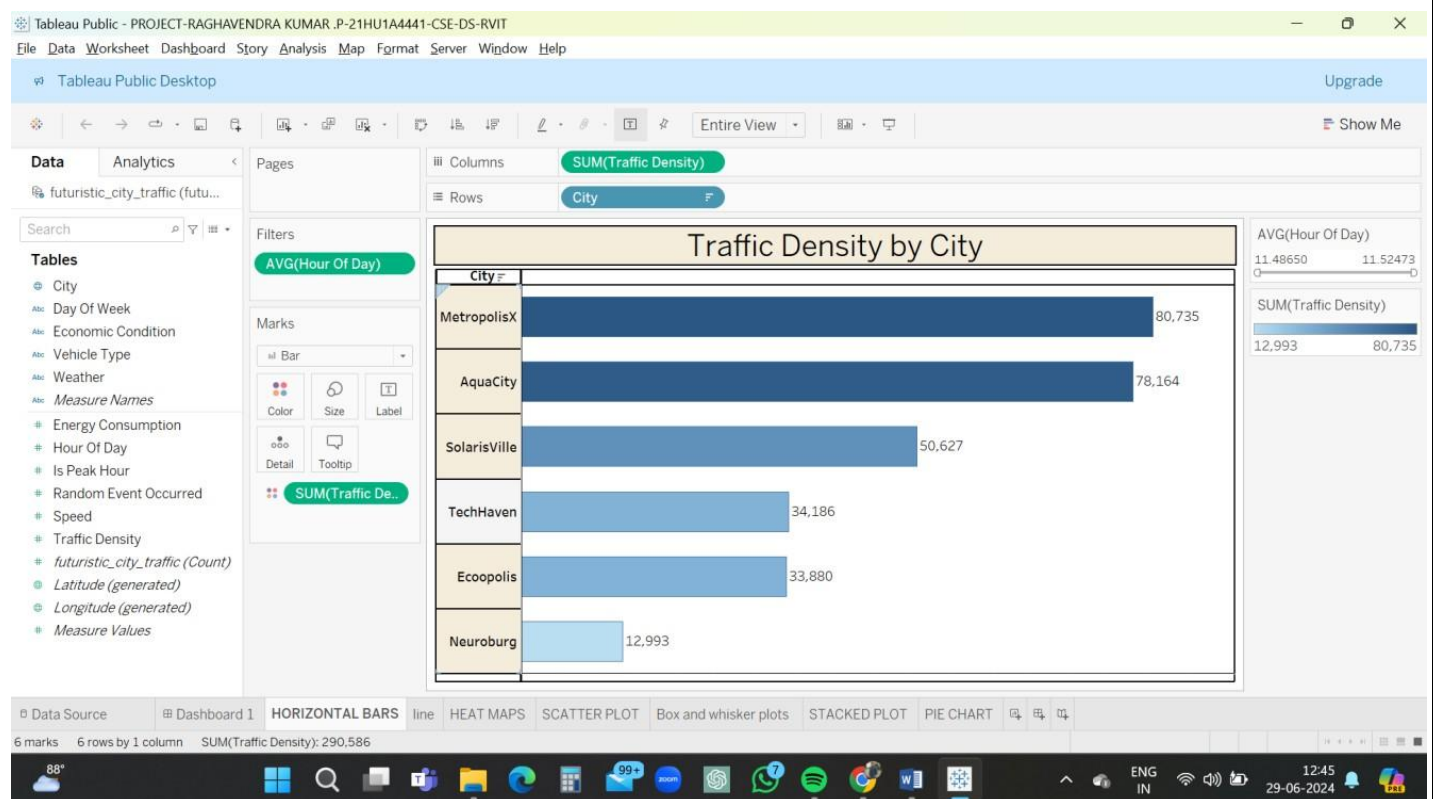 Tableau Public - PROJECT-RAGHAVENDRA KUMAR .P-21HU1A4441-CSE-DS-RVIT
File Data Worksheet Dashboard Story Analysis Map Format Server Window Help
Tableau Public Desktop Upgrade
Entire View Show Me
Data Analytics
futuristic_city_traffic (futu...
Search
Tables
City
Abc Day Of Week
Abc Economic Condition
Abc Vehicle Type
Abc Weather
Abc Measure Names
# Energy Consumption
# Hour Of Day
# Is Peak Hour
# Random Event Occurred
# Speed
# Traffic Density
# futuristic_city_traffic (Count)
Latitude (generated)
Longitude (generated)
# Measure Values
Pages
Filters
AVG(Hour Of Day)
Marks
Bar
Color Size Label
Detail Tooltip
SUM(Traffic De..
Columns SUM(Traffic Density)
Rows City
Traffic Density by City
City
MetropolisX 80,735
AquaCity 78,164
SolarisVille 50,627
TechHaven 34,186
Ecoopolis 33,880
Neuroburg 12,993
AVG(Hour Of Day)
11.48650 11.52473
SUM(Traffic Density)
12,993 80,735
Data Source Dashboard 1 HORIZONTAL BARS line HEAT MAPS SCATTER PLOT Box and whisker plots STACKED PLOT PIE CHART
6 marks 6 rows by 1 column SUM(Traffic Density): 290,586
88°
99+
zoom
7
W
ENG
IN
12:45
29-06-2024
PRE